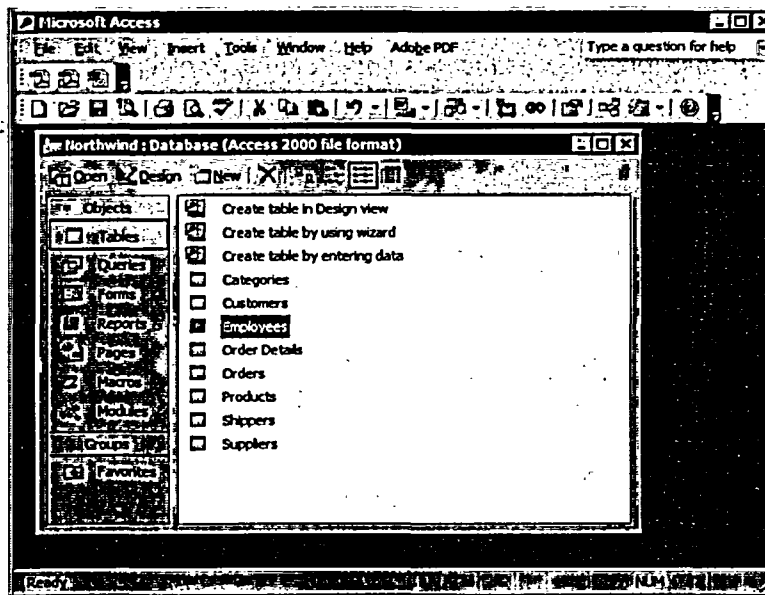 Microsoft Access
File Edit View Insert Tools Window Help Adobe PDF Type a question for help
Northwind : Database (Access 2000 file format)
Open Design New
Objects
Tables
Queries
Forms
Reports
Pages
Macros
Modules
Groups
Favorites
Create table in Design view
Create table by using wizard
Create table by entering data
Categories
Customers
Employees
Order Details
Orders
Products
Shippers
Suppliers
Ready NUM